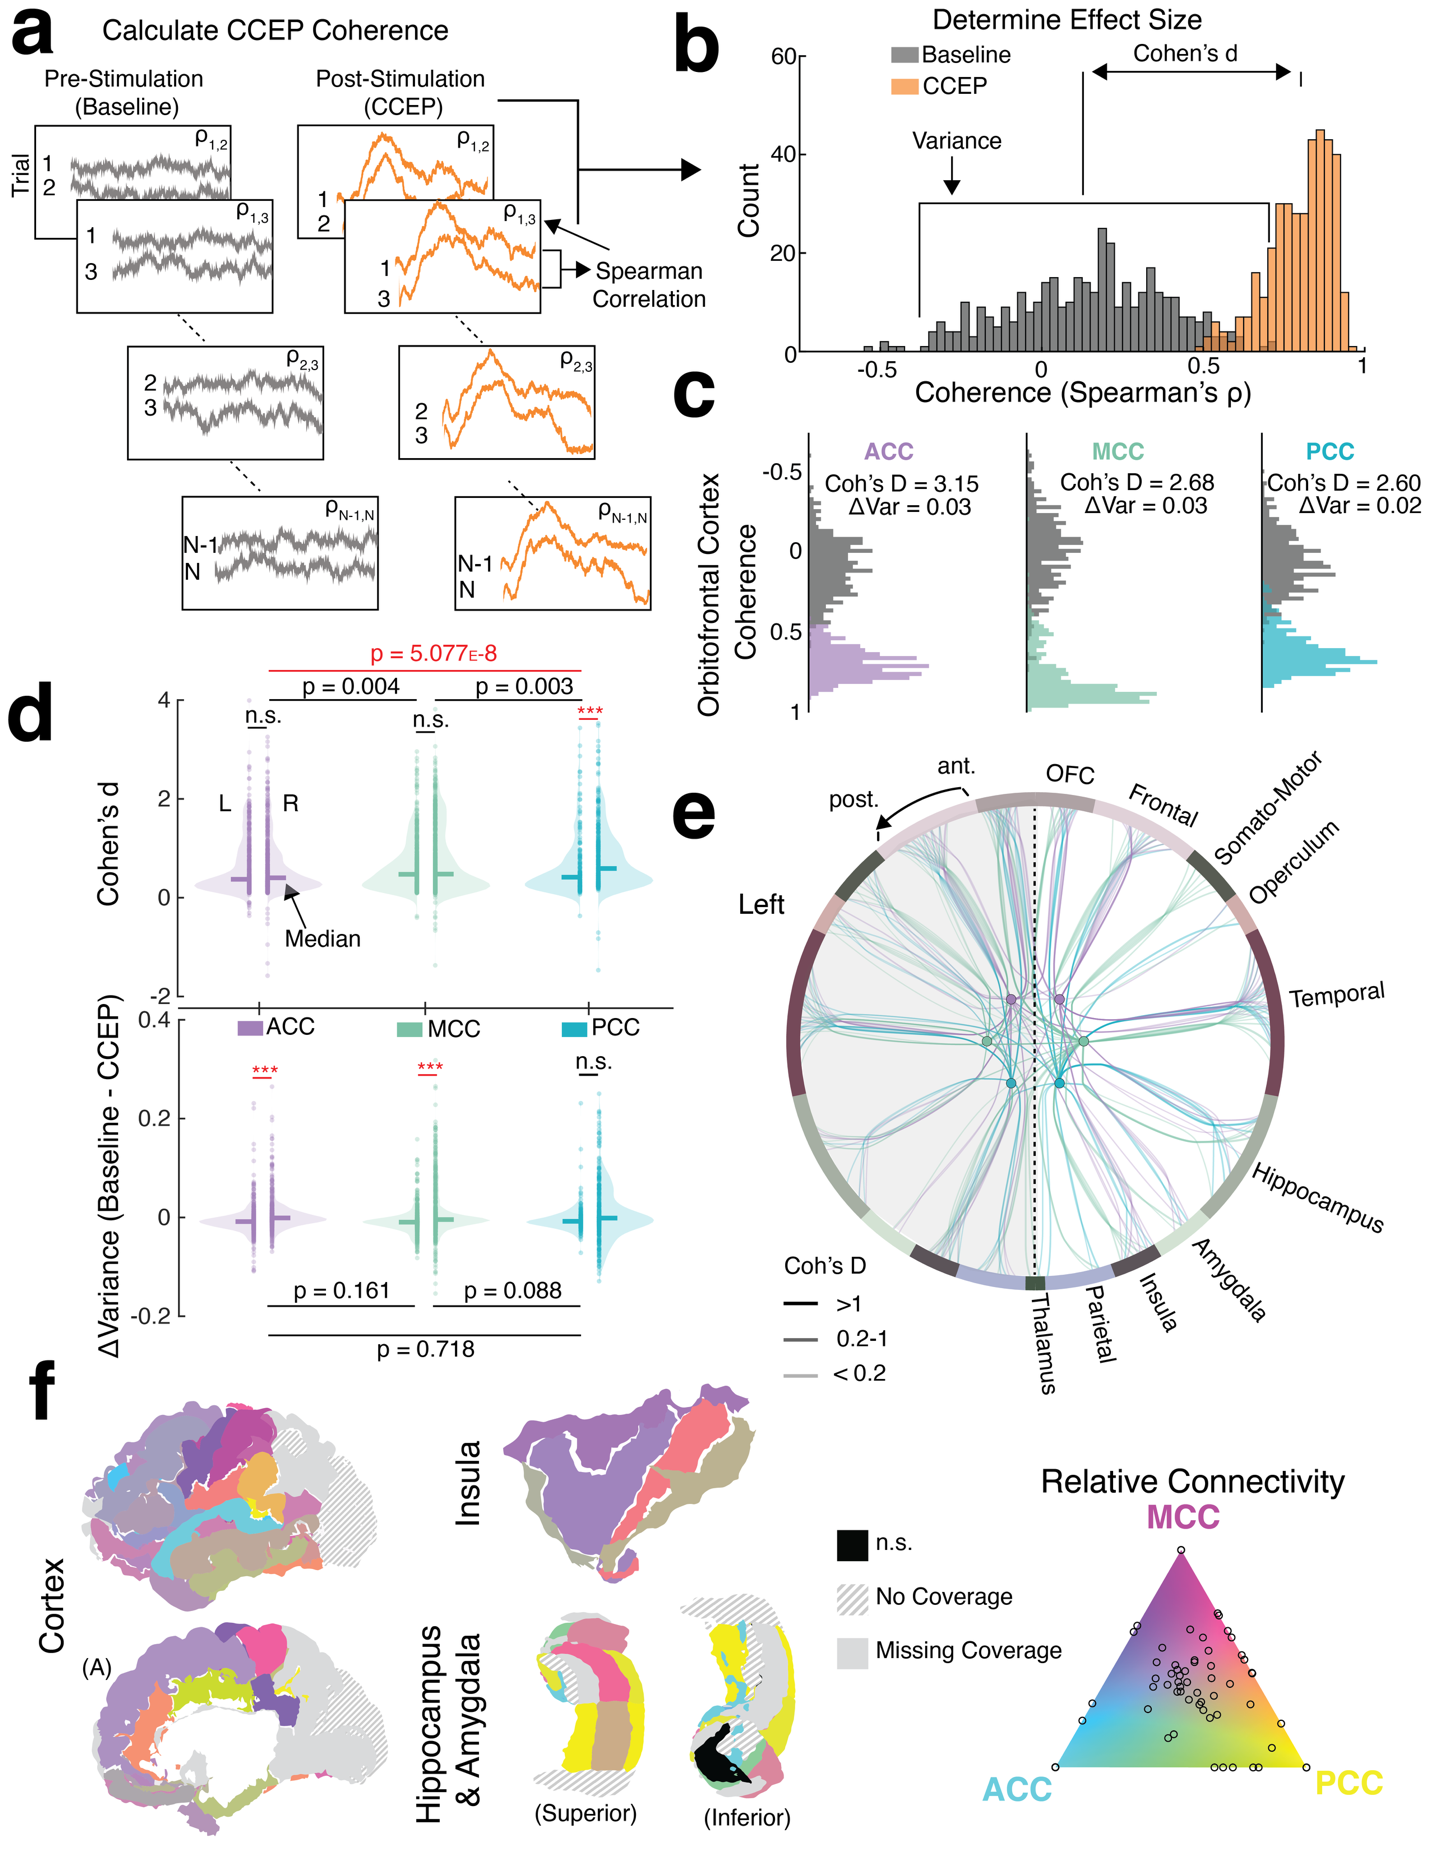 a
Calculate CCEP Coherence
Pre-Stimulation
(Baseline)
Post-Stimulation
(CCEP)
Trial
1
2
ρ1,2
1
3
ρ1,3
2
3
ρ2,3
N-1
N
ρN-1,N
1
2
ρ1,2
1
3
ρ1,3
Spearman
Correlation
2
3
ρ2,3
N-1
N
ρN-1,N
b
Determine Effect Size
Baseline
CCEP
Cohen's d
Variance
Count
60
40
20
0
-0.5
0
0.5
1
Coherence (Spearman's ρ)
c
Orbitofrontal Cortex
Coherence
-0.5
0
0.5
1
ACC
Coh's D = 3.15
ΔVar = 0.03
MCC
Coh's D = 2.68
ΔVar = 0.03
PCC
Coh's D = 2.60
ΔVar = 0.02
d
p = 5.077E-8
p = 0.004
p = 0.003
n.s.
n.s.
***
Cohen's d
4
2
0
-2
L
R
Median
ACC
MCC
PCC
ΔVariance (Baseline - CCEP)
0.4
0.2
0
-0.2
***
***
n.s.
p = 0.161
p = 0.088
p = 0.718
e
post.
ant.
OFC
Frontal
Somato-Motor
Operculum
Temporal
Hippocampus
Amygdala
Insula
Parietal
Thalamus
Left
Coh's D
>1
0.2-1
< 0.2
f
Cortex
(A)
Insula
Hippocampus
& Amygdala
(Superior)
(Inferior)
n.s.
No Coverage
Missing Coverage
Relative Connectivity
MCC
ACC
PCC